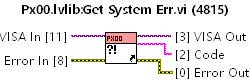 Px00.lvlib:Get System Err.vi (4815)
VISA In [11]
PX00
?!
[3] VISA Out
[2] Code
Error In [8]
[0] Error Out